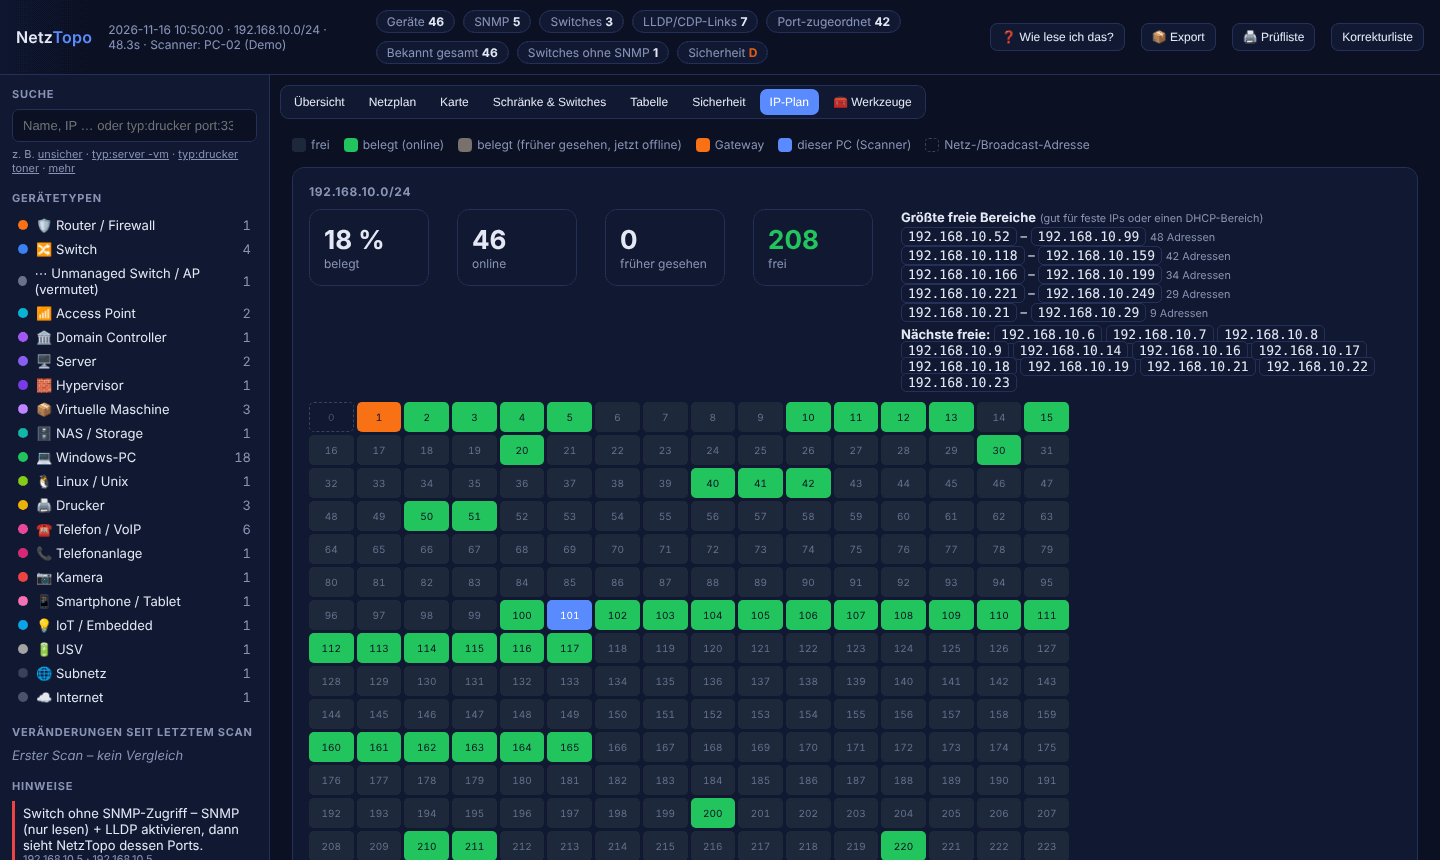 NetzTopo
2026-11-16 10:50:00 · 192.168.10.0/24 ·
48.3s · Scanner: PC-02 (Demo)
Geräte 46 SNMP 5 Switches 3 LLDP/CDP-Links 7 Port-zugeordnet 42
Bekannt gesamt 46 Switches ohne SNMP 1 Sicherheit D
❓ Wie lese ich das? 📦 Export 🖨️ Prüfliste Korrekturliste
SUCHE
Name, IP … oder typ:drucker port:33
z. B. unsicher · typ:server -vm · typ:drucker
toner · mehr
GERÄTETYPEN
🛡️ Router / Firewall 1
🔀 Switch 4
⋯ Unmanaged Switch / AP
(vermutet) 1
📶 Access Point 2
🏛️ Domain Controller 1
🖥️ Server 2
🧱 Hypervisor 1
📦 Virtuelle Maschine 3
🗄️ NAS / Storage 1
💻 Windows-PC 18
🐧 Linux / Unix 1
🖨️ Drucker 3
☎️ Telefon / VoIP 6
📞 Telefonanlage 1
📷 Kamera 1
📱 Smartphone / Tablet 1
💡 IoT / Embedded 1
🔋 USV 1
🌐 Subnetz 1
☁️ Internet 1
VERÄNDERUNGEN SEIT LETZTEM SCAN
Erster Scan – kein Vergleich
HINWEISE
Switch ohne SNMP-Zugriff – SNMP
(nur lesen) + LLDP aktivieren, dann
sieht NetzTopo dessen Ports.
192.168.10.5 · 192.168.10.5
Übersicht Netzplan Karte Schränke & Switches Tabelle Sicherheit IP-Plan 🧰 Werkzeuge
frei belegt (online) belegt (früher gesehen, jetzt offline) Gateway dieser PC (Scanner) Netz-/Broadcast-Adresse
192.168.10.0/24
18 % 46 0 208
belegt online früher gesehen frei
Größte freie Bereiche (gut für feste IPs oder einen DHCP-Bereich)
192.168.10.52 – 192.168.10.99 48 Adressen
192.168.10.118 – 192.168.10.159 42 Adressen
192.168.10.166 – 192.168.10.199 34 Adressen
192.168.10.221 – 192.168.10.249 29 Adressen
192.168.10.21 – 192.168.10.29 9 Adressen
Nächste freie: 192.168.10.6 192.168.10.7 192.168.10.8
192.168.10.9 192.168.10.14 192.168.10.16 192.168.10.17
192.168.10.18 192.168.10.19 192.168.10.21 192.168.10.22
192.168.10.23
0 1 2 3 4 5 6 7 8 9 10 11 12 13 14 15
16 17 18 19 20 21 22 23 24 25 26 27 28 29 30 31
32 33 34 35 36 37 38 39 40 41 42 43 44 45 46 47
48 49 50 51 52 53 54 55 56 57 58 59 60 61 62 63
64 65 66 67 68 69 70 71 72 73 74 75 76 77 78 79
80 81 82 83 84 85 86 87 88 89 90 91 92 93 94 95
96 97 98 99 100 101 102 103 104 105 106 107 108 109 110 111
112 113 114 115 116 117 118 119 120 121 122 123 124 125 126 127
128 129 130 131 132 133 134 135 136 137 138 139 140 141 142 143
144 145 146 147 148 149 150 151 152 153 154 155 156 157 158 159
160 161 162 163 164 165 166 167 168 169 170 171 172 173 174 175
176 177 178 179 180 181 182 183 184 185 186 187 188 189 190 191
192 193 194 195 196 197 198 199 200 201 202 203 204 205 206 207
208 209 210 211 212 213 214 215 216 217 218 219 220 221 222 223